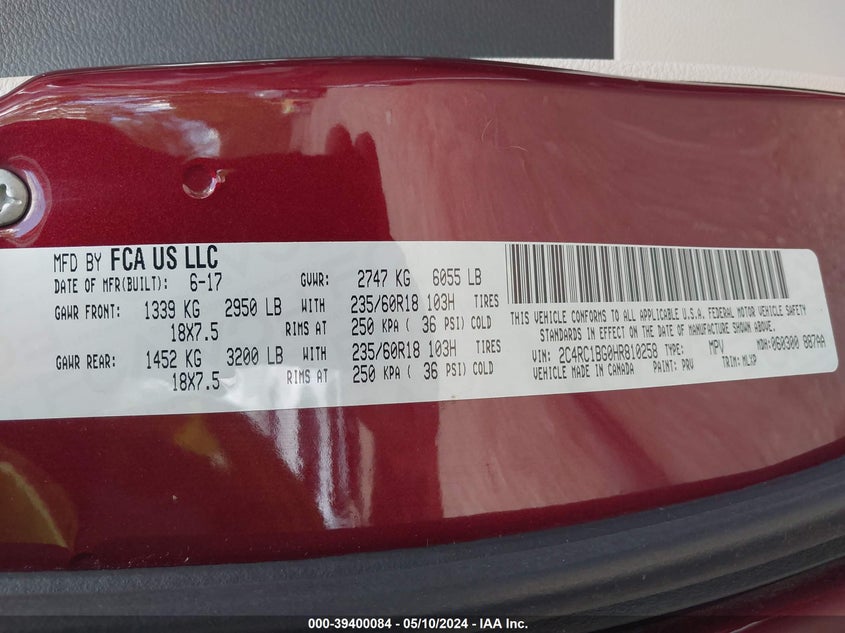 MFD BY FCA US LLC
DATE OF MFR(BUILT): 6-17 GVWR: 2747 KG 6055 LB
GAWR FRONT: 1339 KG 2950 LB WITH 235/60R18 103H TIRES
18X7.5 RIMS AT 250 KPA ( 36 PSI) COLD
GAWR REAR: 1452 KG 3200 LB WITH 235/60R18 103H TIRES
18X7.5 RIMS AT 250 KPA ( 36 PSI) COLD
THIS VEHICLE CONFORMS TO ALL APPLICABLE U.S.A. FEDERAL MOTOR VEHICLE SAFETY
STANDARDS IN EFFECT ON THE DATE OF MANUFACTURE SHOWN ABOVE.
VIN: 2C4RC1BG0HR810258 TYPE: MPV MDH: 060300 887AA
VEHICLE MADE IN CANADA PAINT: PRV TRIM: MLXP
000-39400084 - 05/10/2024 - IAA Inc.